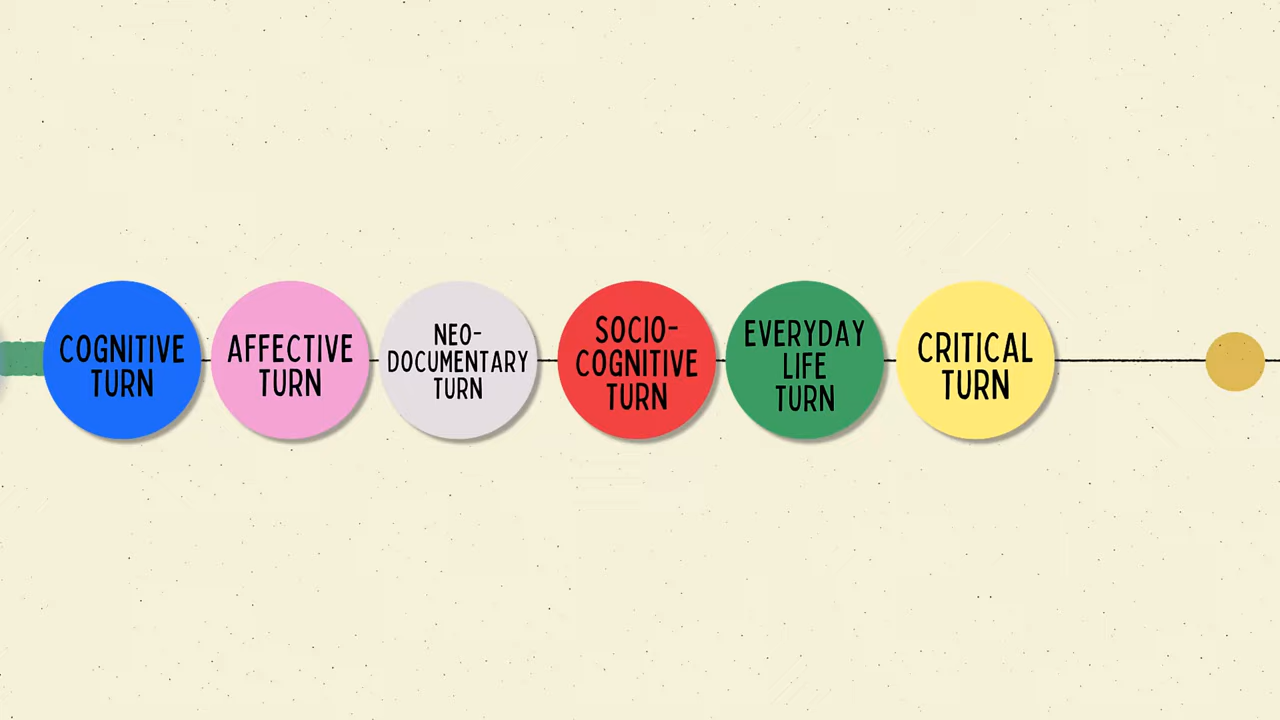 COGNITIVE
TURN
AFFECTIVE
TURN
NEO-
DOCUMENTARY
TURN
SOCIO-
COGNITIVE
TURN
EVERYDAY
LIFE
TURN
CRITICAL
TURN